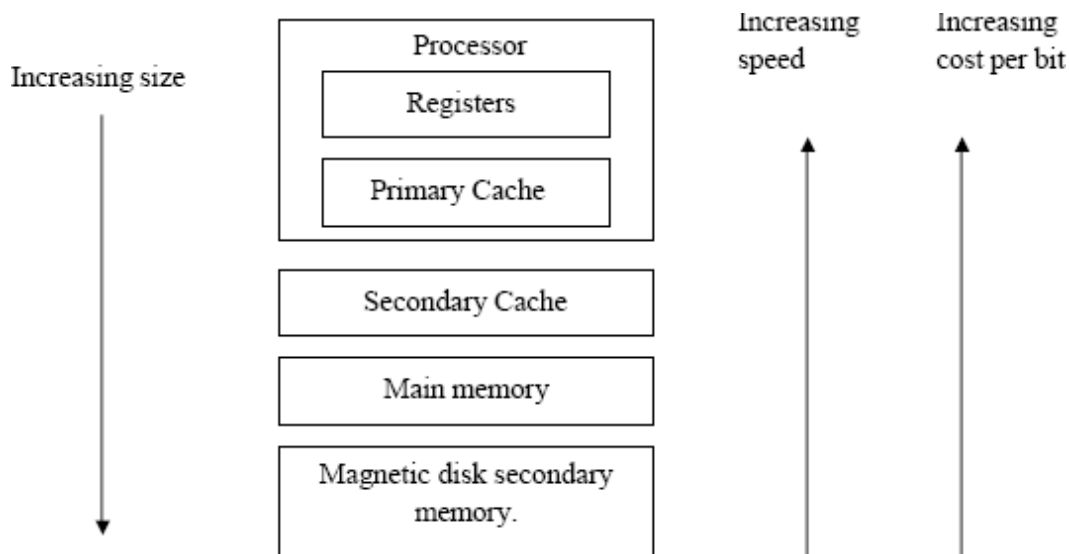 Increasing size
Processor
Registers
Primary Cache
Secondary Cache
Main memory
Magnetic disk secondary
memory.
Increasing
speed
Increasing
cost per bit